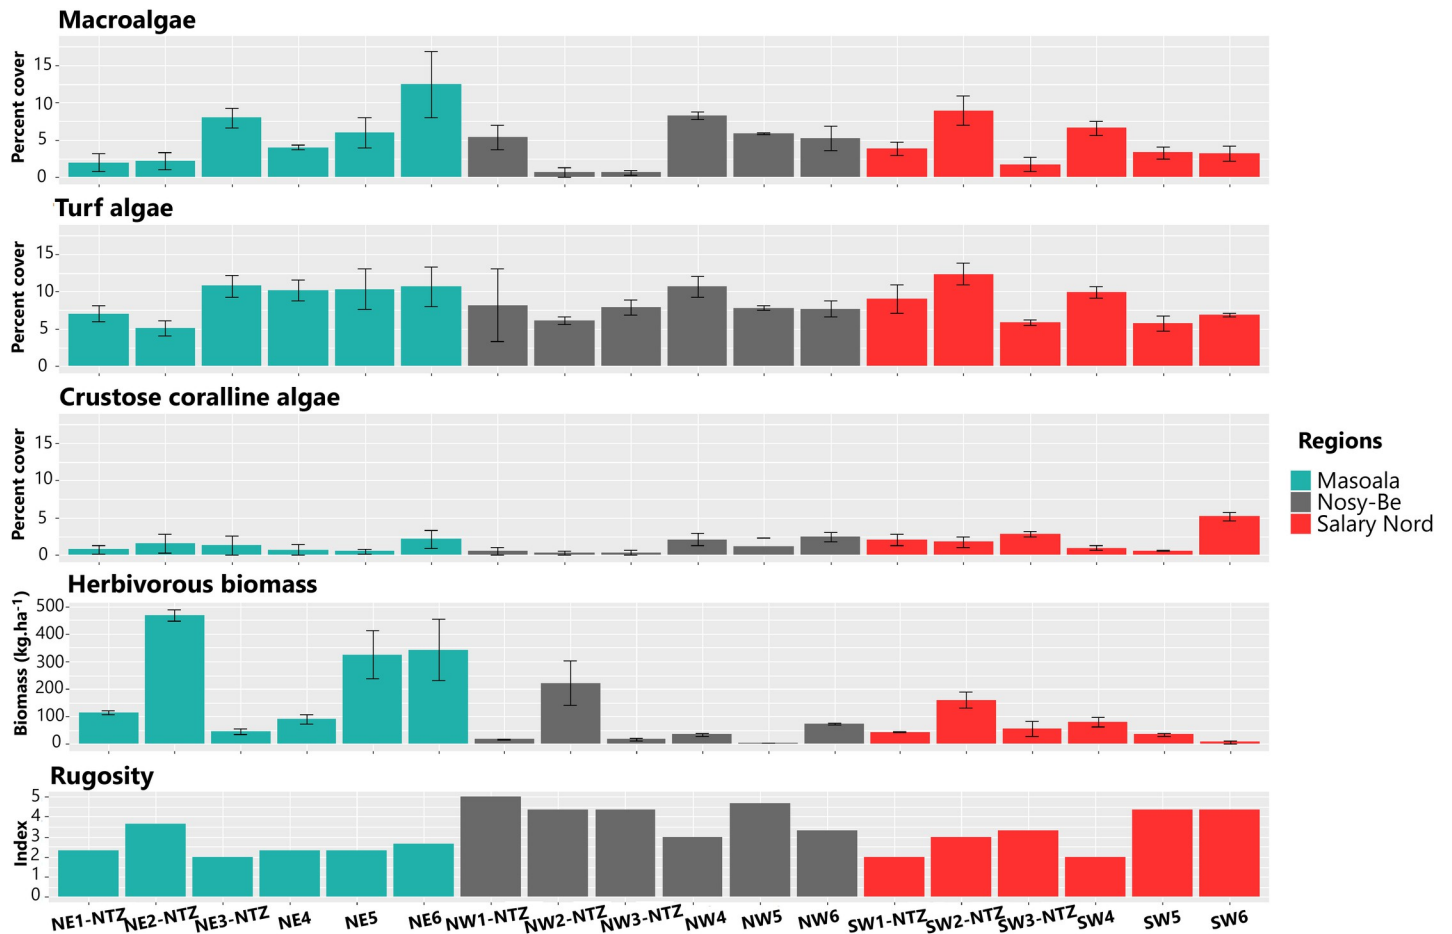 Macroalgae
Percent cover
15
10
5
0
Turf algae
Percent cover
15
10
5
0
Crustose coralline algae
Percent cover
15
10
5
0
Regions
Masoala
Nosy-Be
Salary Nord
Herbivorous biomass
Biomass (kg.ha⁻¹)
500
400
300
200
100
0
Rugosity
Index
5
4
3
2
1
0
NE1-NTZ NE2-NTZ NE3-NTZ NE4 NE5 NE6 NW1-NTZ NW2-NTZ NW3-NTZ NW4 NW5 NW6 SW1-NTZ SW2-NTZ SW3-NTZ SW4 SW5 SW6